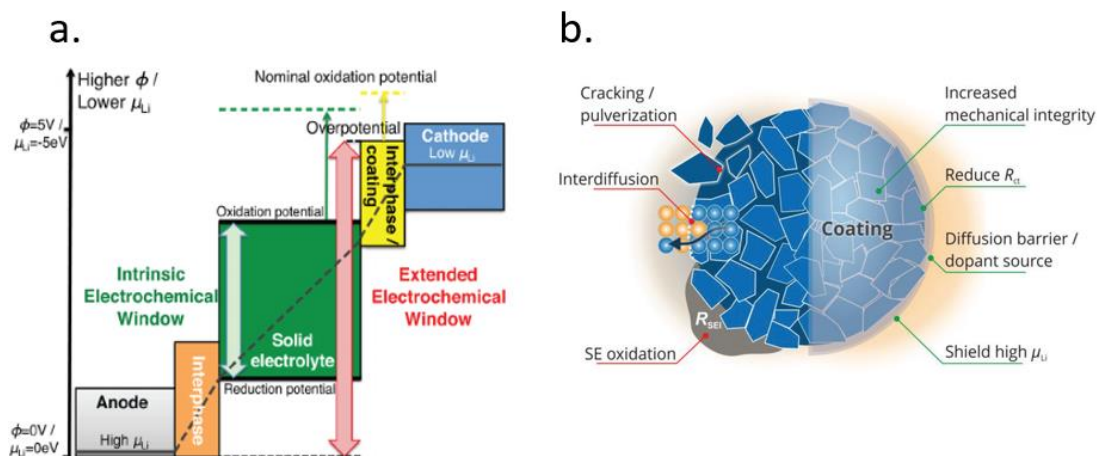 a.
Higher ϕ /
Lower μLi
ϕ=5V /
μLi=-5eV
ϕ=0V /
μLi=0eV
Nominal oxidation potential
Overpotential
Cathode
Low μLi
Interphase /
coating
Oxidation potential
Intrinsic
Electrochemical
Window
Extended
Electrochemical
Window
Solid
electrolyte
Reduction potential
Interphase
Anode
High μLi
b.
Cracking /
pulverization
Interdiffusion
RSEI
SE oxidation
Coating
Increased
mechanical integrity
Reduce Rct
Diffusion barrier /
dopant source
Shield high μLi